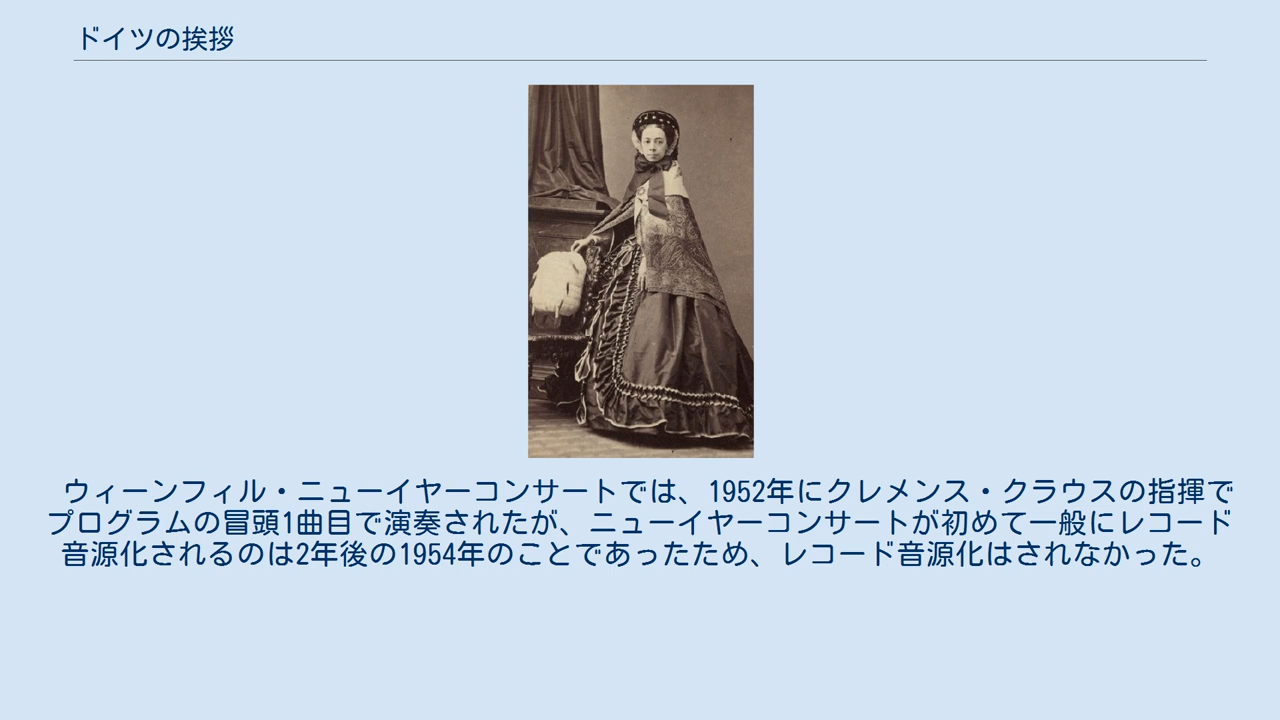 ドイツの挨拶
ウィーンフィル・ニューイヤーコンサートでは、1952年にクレメンス・クラウスの指揮で
プログラムの冒頭1曲目で演奏されたが、ニューイヤーコンサートが初めて一般にレコード
音源化されるのは2年後の1954年のことであったため、レコード音源化はされなかった。